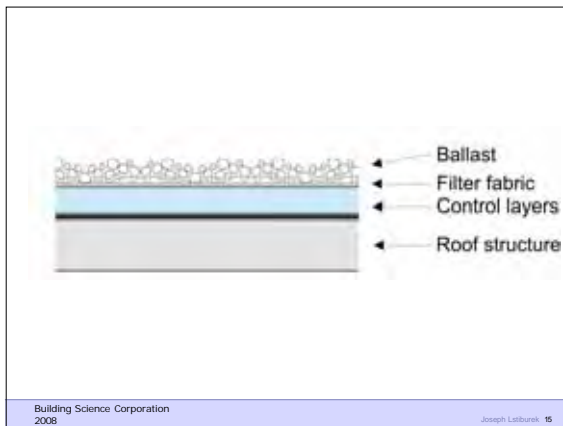 Ballast
Filter fabric
Control layers
Roof structure
Building Science Corporation
2008
Joseph Lstiburek 15